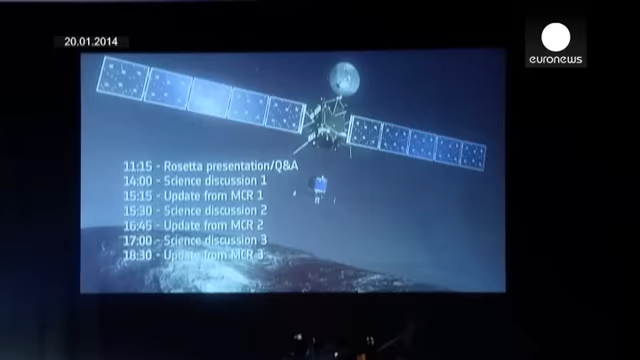 20.01.2014
euronews
11:15 - Rosetta presentation/Q&A
14:00 - Science discussion 1
15:15 - Update from MCR 1
15:30 - Science discussion 2
16:45 - Update from MCR 2
17:00 - Science discussion 3
18:30 - Update from MCR 3